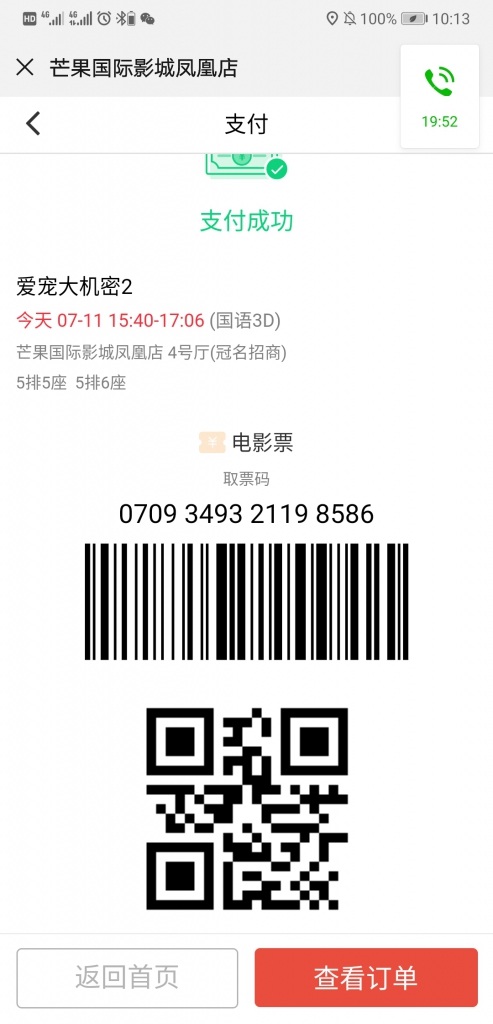 HD 4G 4G 100% 10:13
芒果国际影城凤凰店
支付
19:52
支付成功
爱宠大机密2
今天 07-11 15:40-17:06 (国语3D)
芒果国际影城凤凰店 4号厅(冠名招商)
5排5座 5排6座
¥ 电影票
取票码
0709 3493 2119 8586
返回首页
查看订单